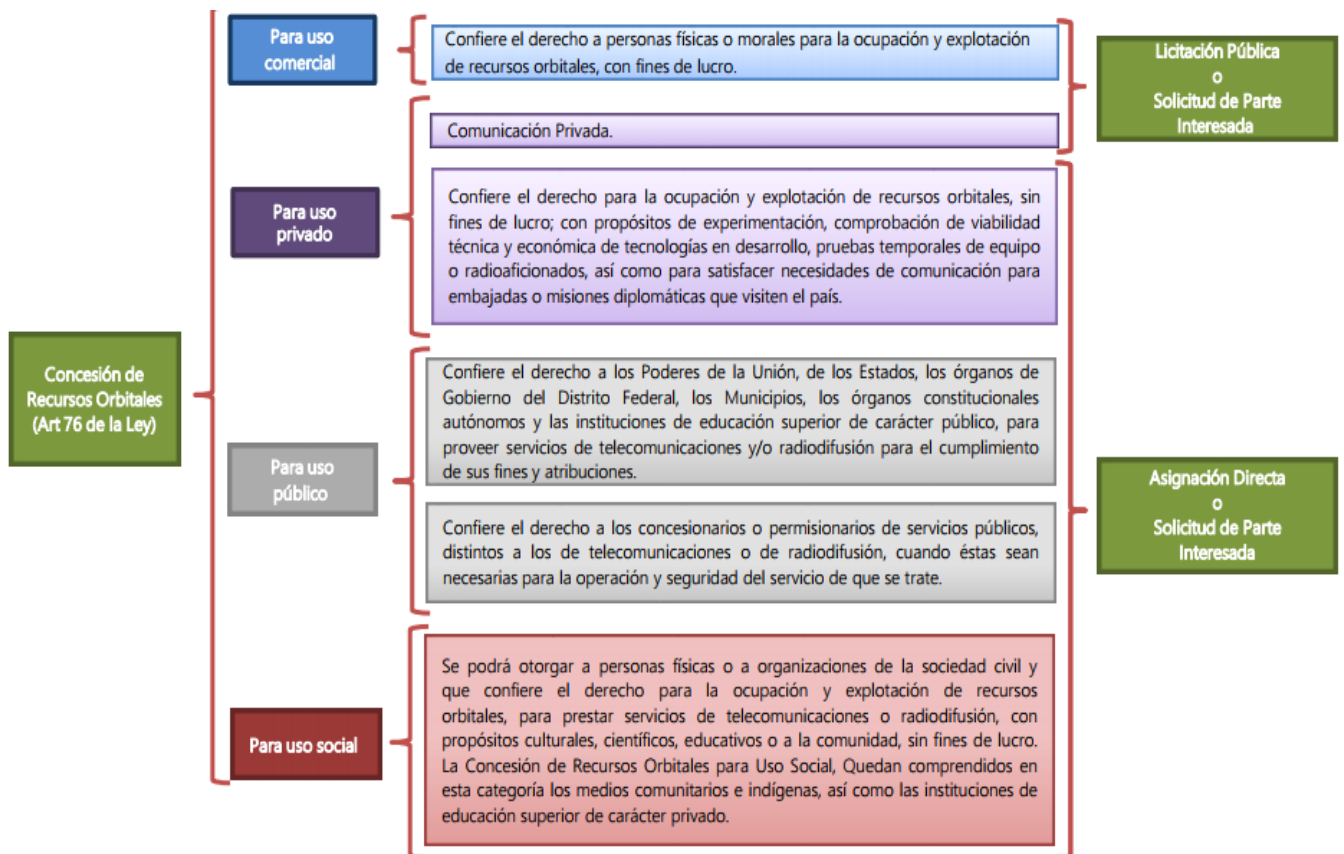 Concesión de
Recursos Orbitales
(Art 76 de la Ley)
Para uso
comercial
Confiere el derecho a personas físicas o morales para la ocupación y explotación
de recursos orbitales, con fines de lucro.
Licitación Pública
o
Solicitud de Parte
Interesada
Para uso
privado
Comunicación Privada.
Confiere el derecho para la ocupación y explotación de recursos orbitales, sin
fines de lucro; con propósitos de experimentación, comprobación de viabilidad
técnica y económica de tecnologías en desarrollo, pruebas temporales de equipo
o radioaficionados, así como para satisfacer necesidades de comunicación para
embajadas o misiones diplomáticas que visiten el país.
Para uso
público
Confiere el derecho a los Poderes de la Unión, de los Estados, los órganos de
Gobierno del Distrito Federal, los Municipios, los órganos constitucionales
autónomos y las instituciones de educación superior de carácter público, para
proveer servicios de telecomunicaciones y/o radiodifusión para el cumplimiento
de sus fines y atribuciones.
Confiere el derecho a los concesionarios o permisionarios de servicios públicos,
distintos a los de telecomunicaciones o de radiodifusión, cuando éstas sean
necesarias para la operación y seguridad del servicio de que se trate.
Asignación Directa
o
Solicitud de Parte
Interesada
Para uso social
Se podrá otorgar a personas físicas o a organizaciones de la sociedad civil y
que confiere el derecho para la ocupación y explotación de recursos
orbitales, para prestar servicios de telecomunicaciones o radiodifusión, con
propósitos culturales, científicos, educativos o a la comunidad, sin fines de lucro.
La Concesión de Recursos Orbitales para Uso Social, Quedan comprendidos en
esta categoría los medios comunitarios e indígenas, así como las instituciones de
educación superior de carácter privado.